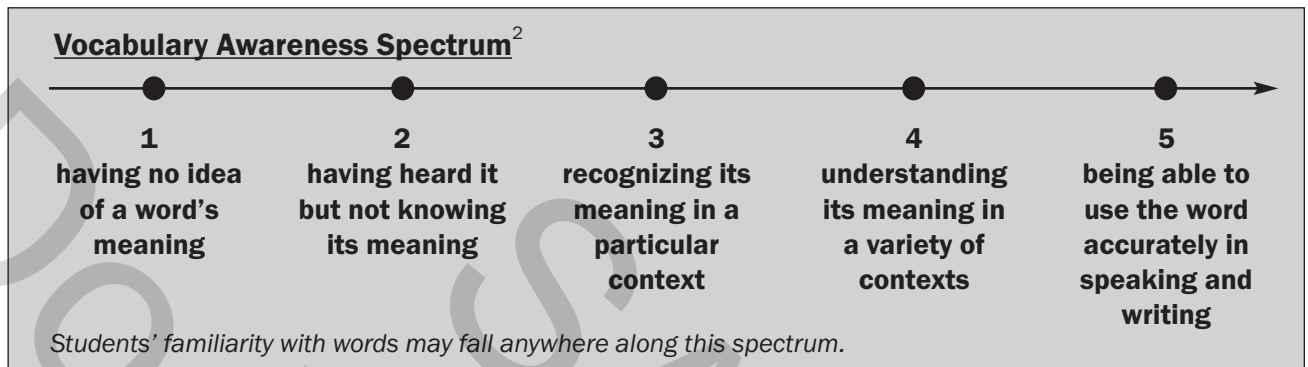 Vocabulary Awareness Spectrum2
1
having no idea
of a word's
meaning
2
having heard it
but not knowing
its meaning
3
recognizing its
meaning in a
particular
context
4
understanding
its meaning in
a variety of
contexts
5
being able to
use the word
accurately in
speaking and
writing
Students' familiarity with words may fall anywhere along this spectrum.